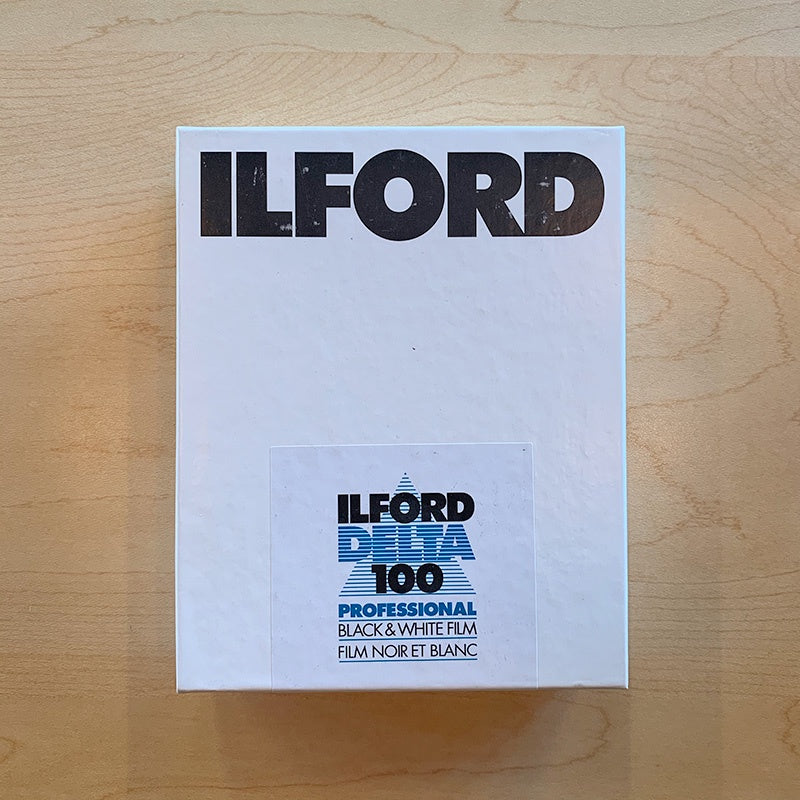 ILFORD
ILFORD
DELTA
100
PROFESSIONAL
BLACK & WHITE FILM
FILM NOIR ET BLANC